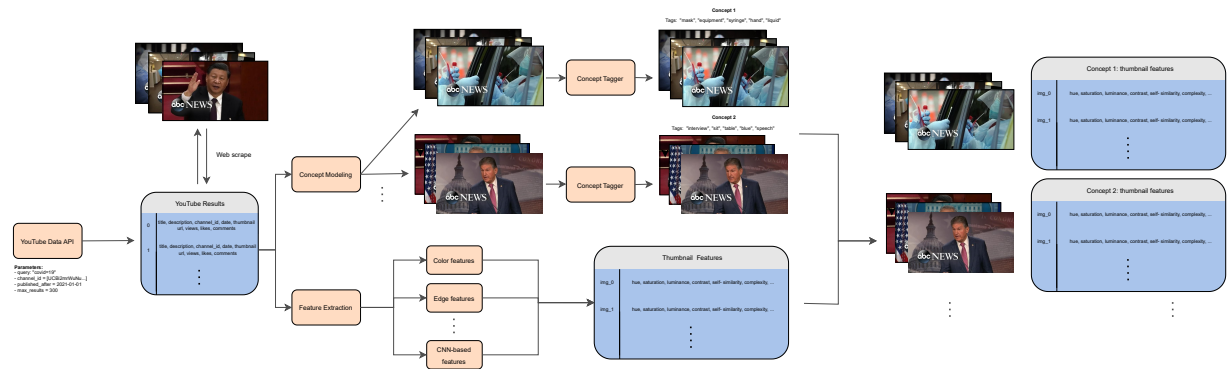 YouTube Data API
Parameters:
- query: "covid+19"
- published_after = 2021-01-01
- max_results = 300
abc NEWS
Web scrape
YouTube Results
0
title, description, channel_id, date, thumbnail
url, views, likes, comments
1
title, description, channel_id, date, thumbnail
url, views, likes, comments
Concept Modeling
Feature Extraction
abc NEWS
Concept Tagger
Concept 1
Tags: "mask", "equipment", "syringe", "hand", "liquid"
abc NEWS
abc NEWS
Concept Tagger
Concept 2
Tags: "interview", "sit", "table", "blue", "speech"
abc NEWS
Color features
Edge features
CNN-based
features
Thumbnail Features
img_0
hue, saturation, luminance, contrast, self- similarity, complexity, ...
img_1
hue, saturation, luminance, contrast, self- similarity, complexity, ...
abc NEWS
Concept 1: thumbnail features
img_0
hue, saturation, luminance, contrast, self- similarity, complexity, ...
img_1
hue, saturation, luminance, contrast, self- similarity, complexity, ...
abc NEWS
Concept 2: thumbnail features
img_0
hue, saturation, luminance, contrast, self- similarity, complexity, ...
img_1
hue, saturation, luminance, contrast, self- similarity, complexity, ...